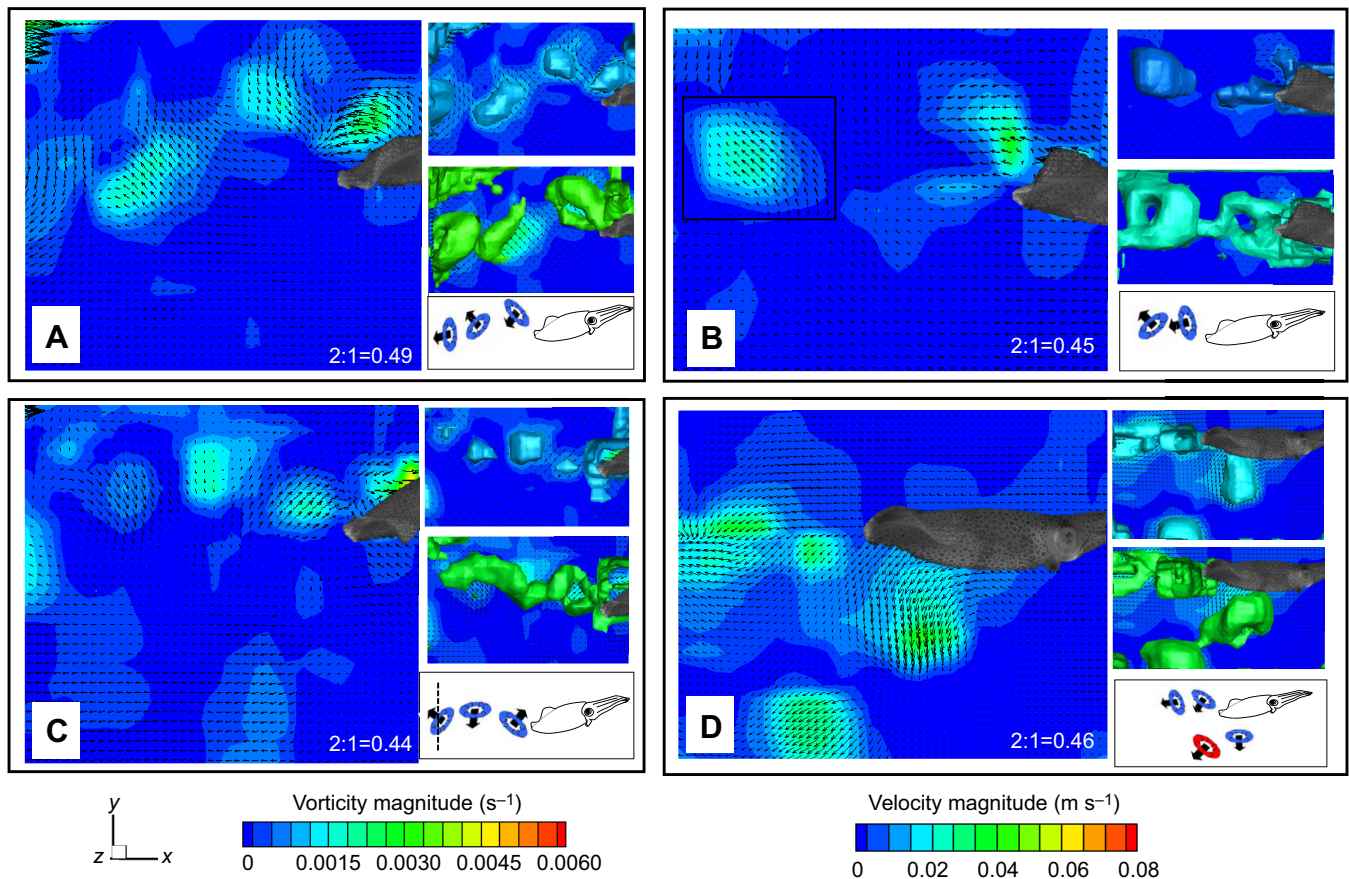 A
2:1=0.49
B
2:1=0.45
C
2:1=0.44
D
2:1=0.46
y
z
x
Vorticity magnitude (s⁻¹)
0 0.0015 0.0030 0.0045 0.0060
Velocity magnitude (m s⁻¹)
0 0.02 0.04 0.06 0.08